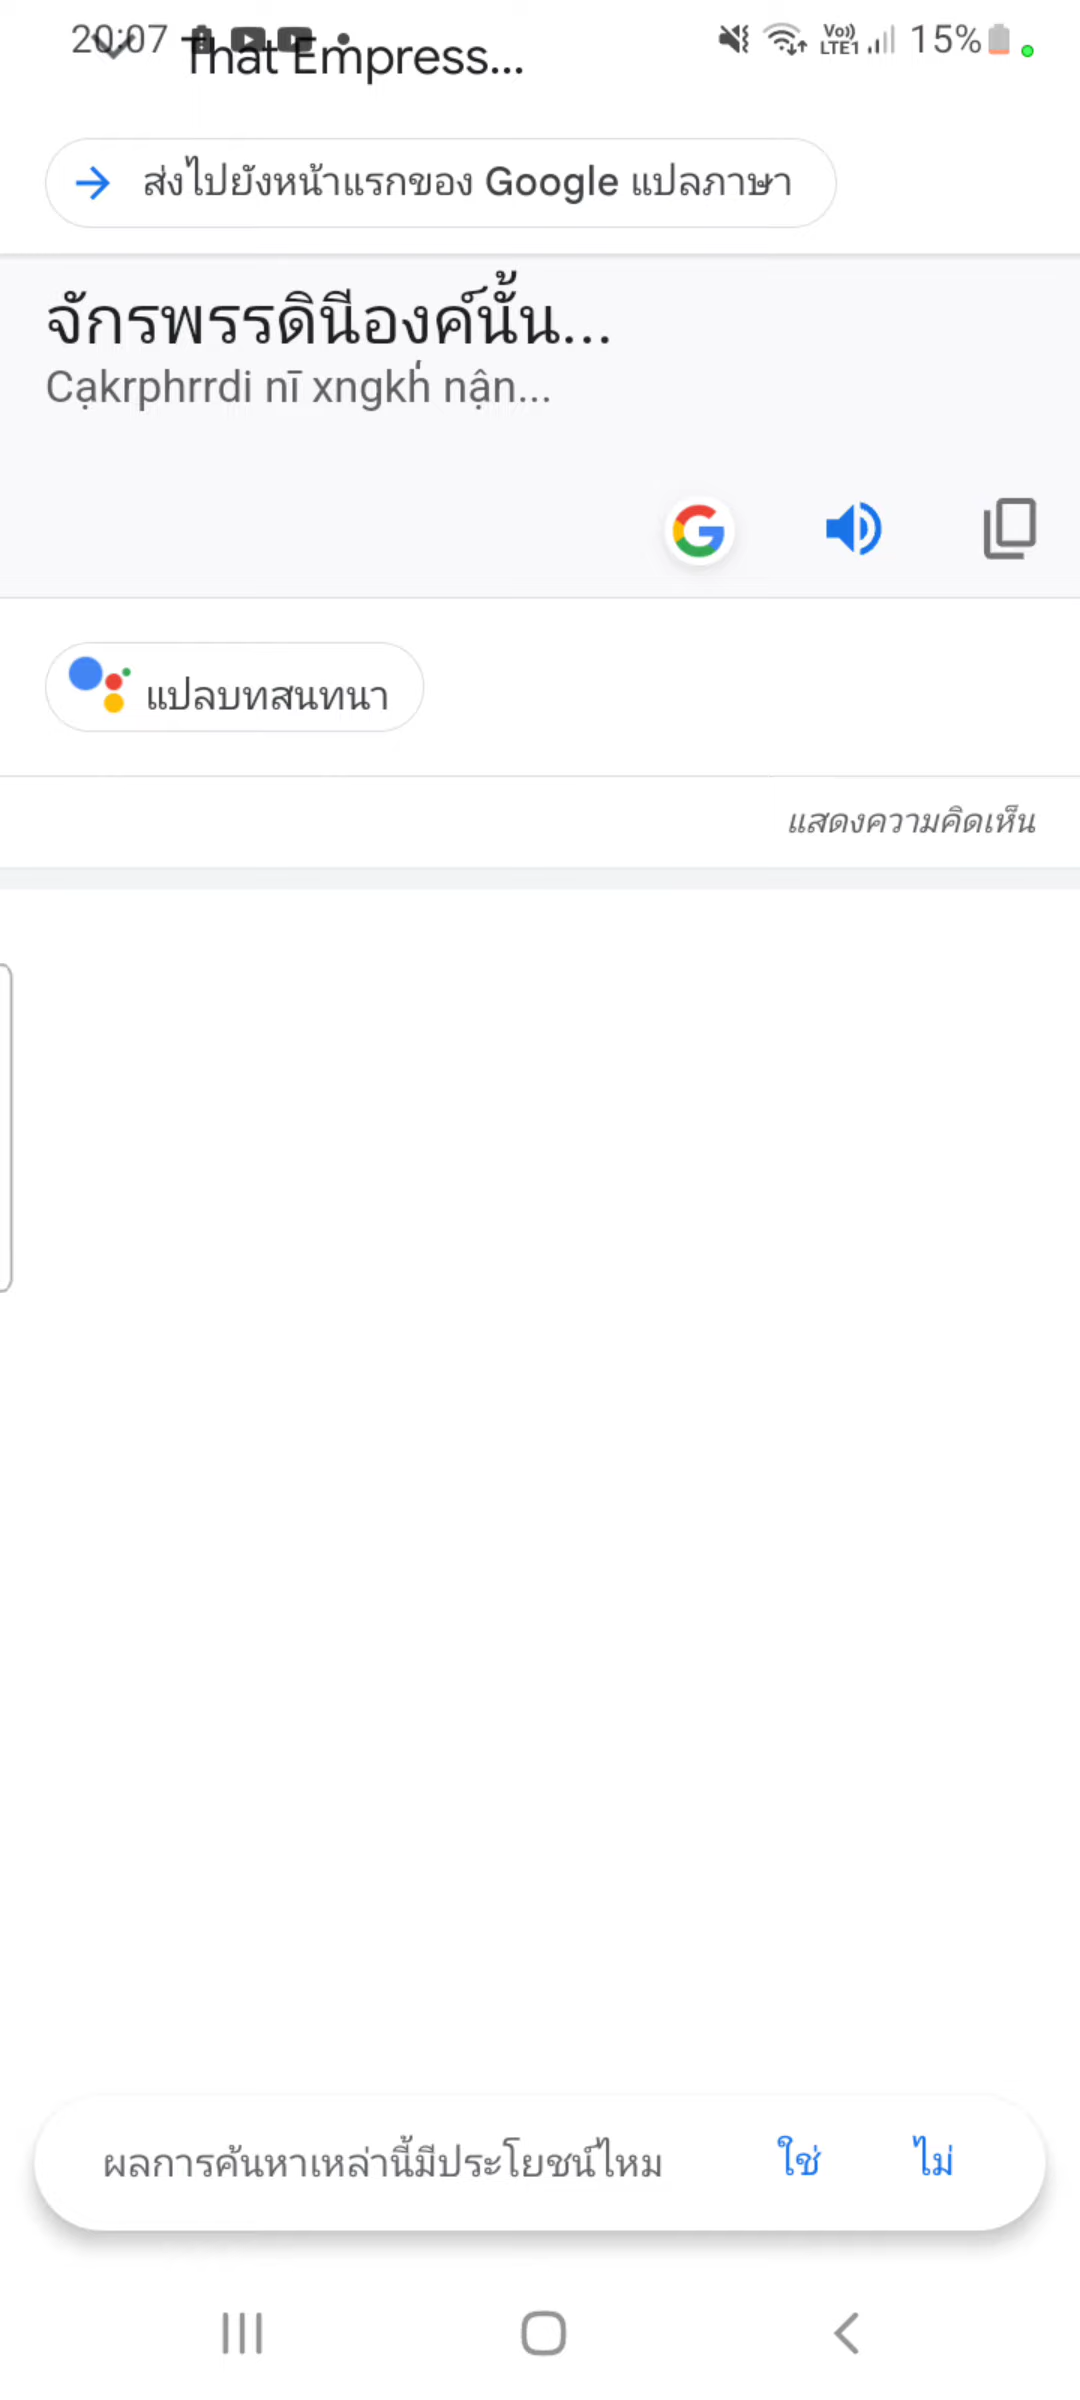 20:07
Vo))
LTE1
15%
That Empress...
ส่งไปยังหน้าแรกของ Google แปลภาษา
จักรพรรดินีองค์นั้น...
Cạkrphrrdi nī xngkh̒ nận...
แปลบทสนทนา
แสดงความคิดเห็น
ผลการค้นหาเหล่านี้มีประโยชน์ไหม ใช่ ไม่